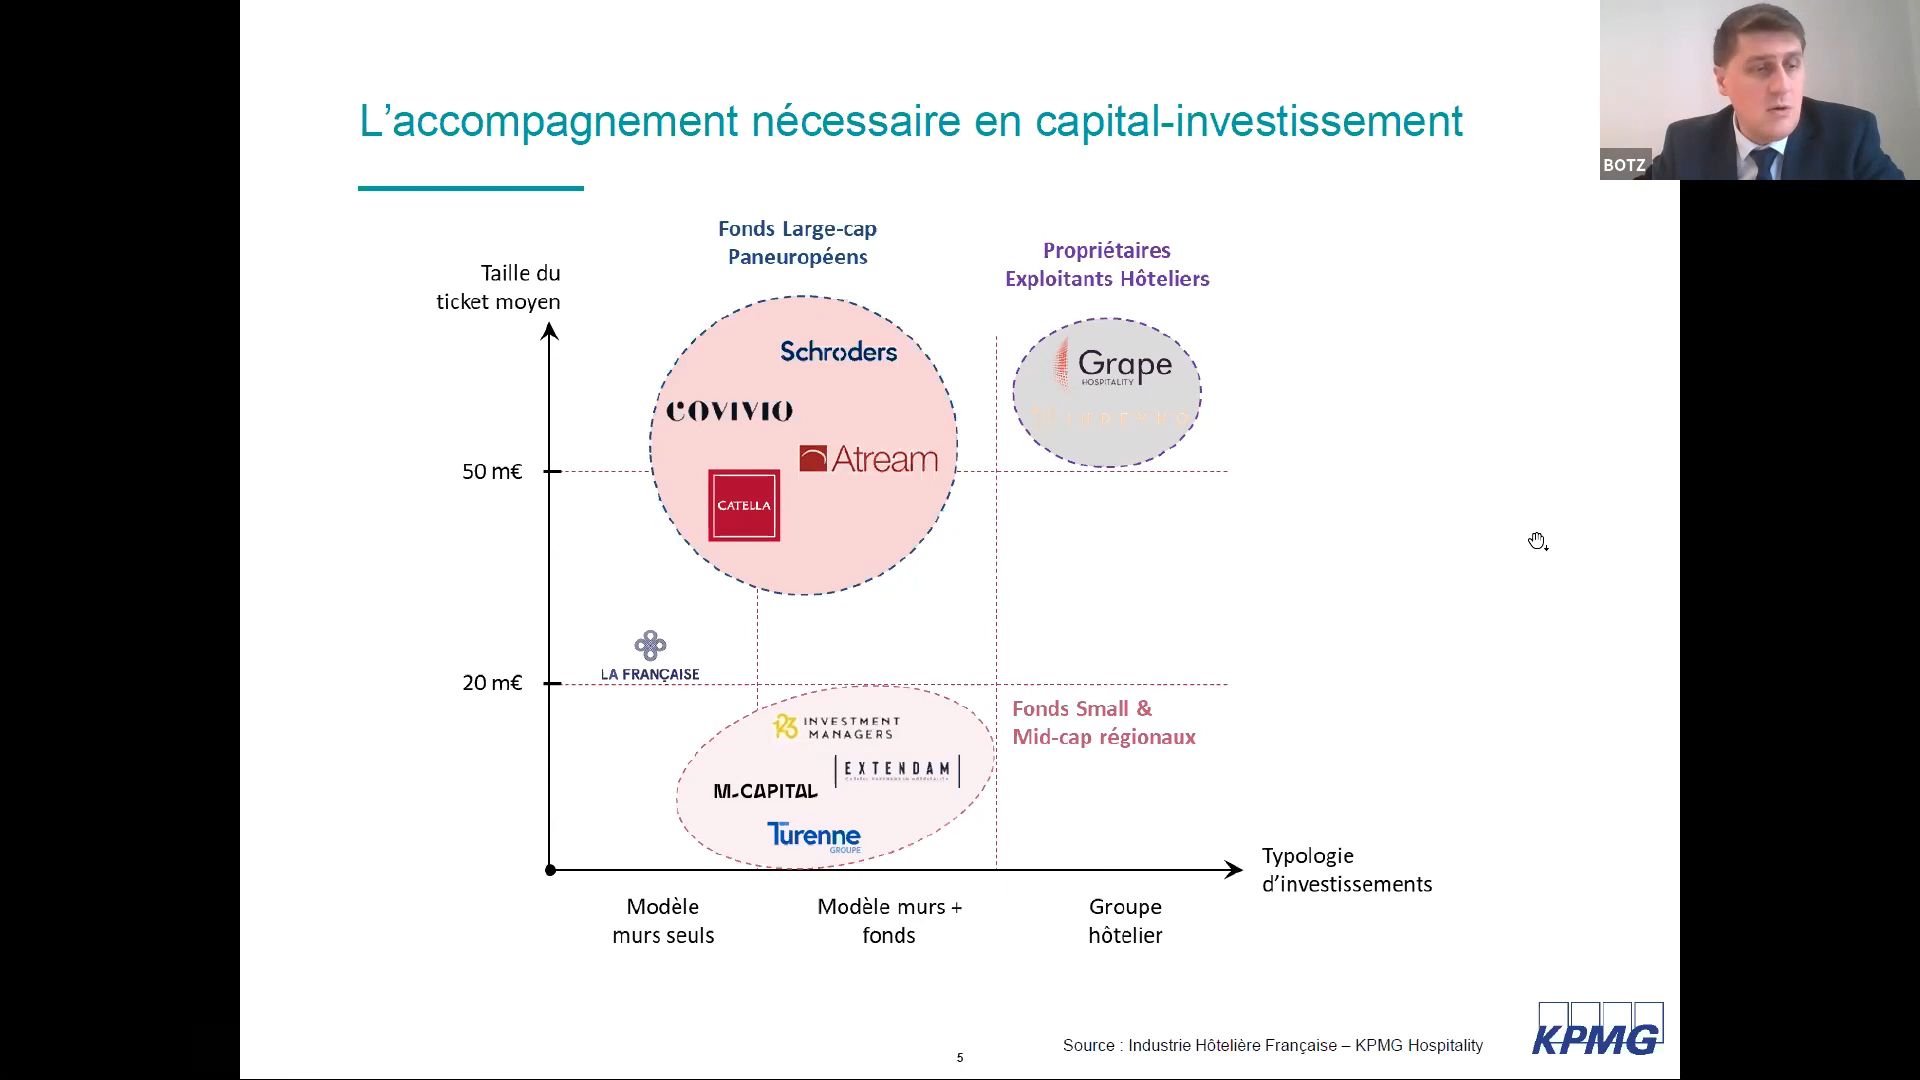 L’accompagnement nécessaire en capital-investissement
BOTZ
Fonds Large-cap
Paneuropéens
Propriétaires
Exploitants Hôteliers
Taille du
ticket moyen
Schroders
Grape
HOSPITALITY
COVIVIO
Atream
50 m€
CATELLA
LA FRANÇAISE
20 m€
Fonds Small &
Mid-cap régionaux
123 INVESTMENT
MANAGERS
EXTENDAM
M_CAPITAL
Turenne
GROUPE
Typologie
d’investissements
Modèle
murs seuls
Modèle murs +
fonds
Groupe
hôtelier
KPMG
Source : Industrie Hôtelière Française – KPMG Hospitality
5